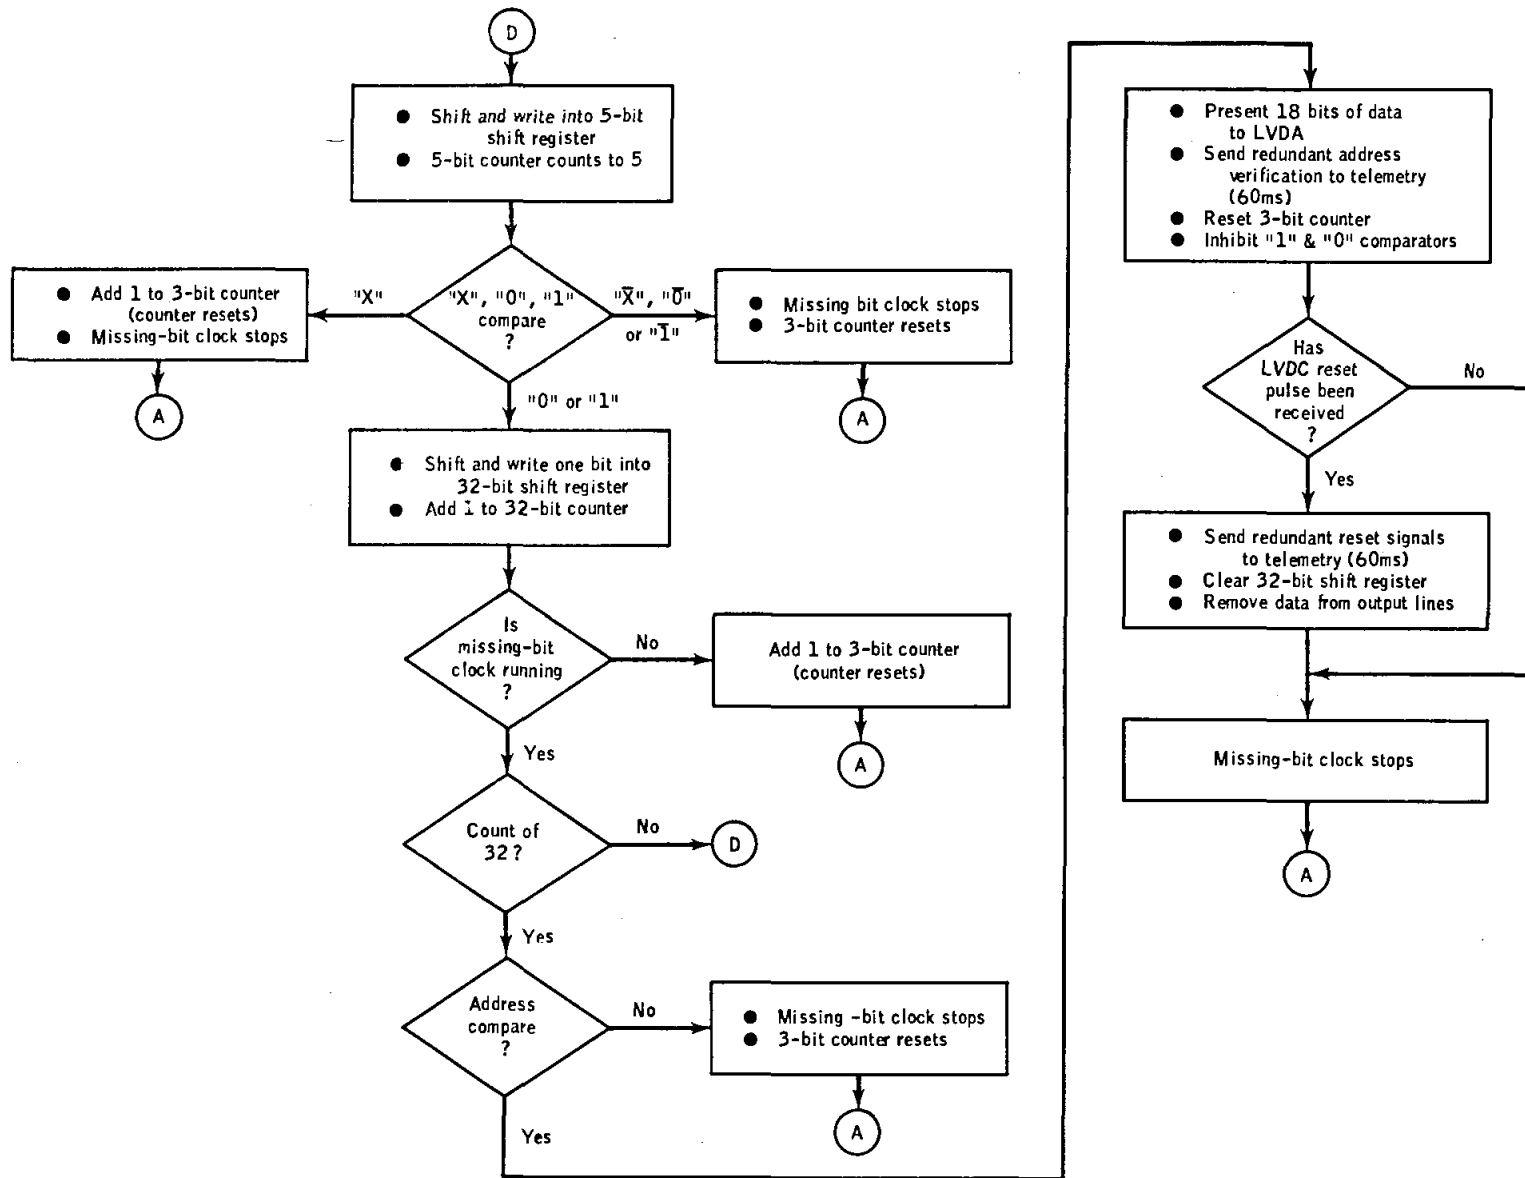 D
● Shift and write into 5-bit
shift register
● 5-bit counter counts to 5
"X", "0", "1"
compare
?
"X"
● Add 1 to 3-bit counter
(counter resets)
● Missing-bit clock stops
A
"X̅", "0̅"
or "1̅"
● Missing bit clock stops
● 3-bit counter resets
A
"0" or "1"
● Shift and write one bit into
32-bit shift register
● Add 1 to 32-bit counter
Is
missing-bit
clock running
?
No
Add 1 to 3-bit counter
(counter resets)
A
Yes
Count of
32?
No
D
Yes
Address
compare
?
No
● Missing -bit clock stops
● 3-bit counter resets
A
Yes
● Present 18 bits of data
to LVDA
● Send redundant address
verification to telemetry
(60ms)
● Reset 3-bit counter
● Inhibit "1" & "0" comparators
Has
LVDC reset
pulse been
received
?
No
Yes
● Send redundant reset signals
to telemetry (60ms)
● Clear 32-bit shift register
● Remove data from output lines
Missing-bit clock stops
A